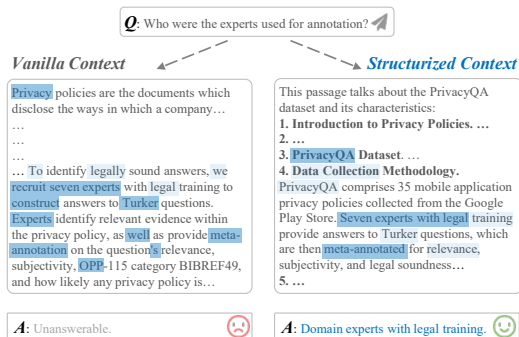 Q: Who were the experts used for annotation?
Vanilla Context
Privacy policies are the documents which
disclose the ways in which a company…
…
…
…
… To identify legally sound answers, we
recruit seven experts with legal training to
construct answers to Turker questions.
Experts identify relevant evidence within
the privacy policy, as well as provide meta-
annotation on the question's relevance,
subjectivity, OPP-115 category BIBREF49,
and how likely any privacy policy is…
A: Unanswerable.
Structurized Context
This passage talks about the PrivacyQA
dataset and its characteristics:
1. Introduction to Privacy Policies. …
2. …
3. PrivacyQA Dataset. …
4. Data Collection Methodology.
PrivacyQA comprises 35 mobile application
privacy policies collected from the Google
Play Store. Seven experts with legal training
provide answers to Turker questions, which
are then meta-annotated for relevance,
subjectivity, and legal soundness…
5. …
A: Domain experts with legal training.